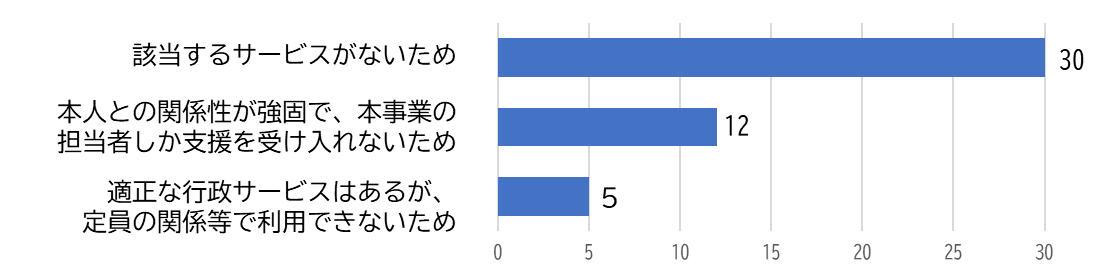 該当するサービスがないため
30
本人との関係性が強固で、本事業の
担当者しか支援を受け入れないため
12
適正な行政サービスはあるが、
定員の関係等で利用できないため
5
0 5 10 15 20 25 30